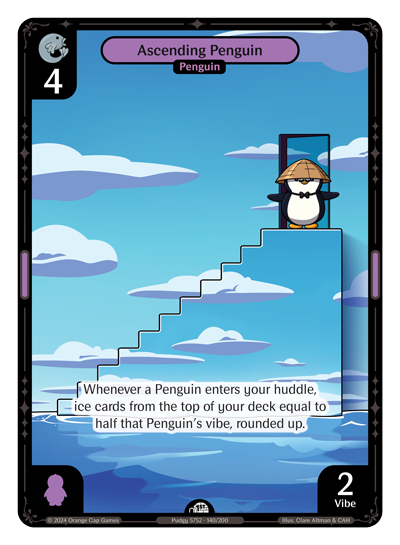 Ascending Penguin
Penguin
4
Whenever a Penguin enters your huddle,
ice cards from the top of your deck equal to
half that Penguin's vibe, rounded up.
2
Vibe
© 2024 Orange Cap Games
Pudgy 5752 · 140/200
Illus. Clare Altman & CAH